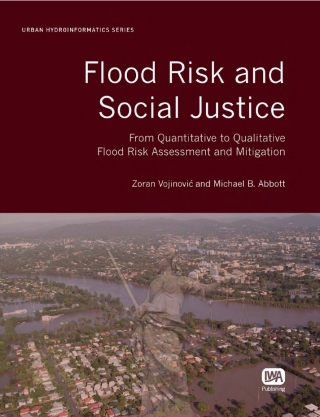 URBAN HYDROINFORMATICS SERIES
Flood Risk and
Social Justice
From Quantitative to Qualitative
Flood Risk Assessment and Mitigation
Zoran Vojinović and Michael B. Abbott
IWA
Publishing